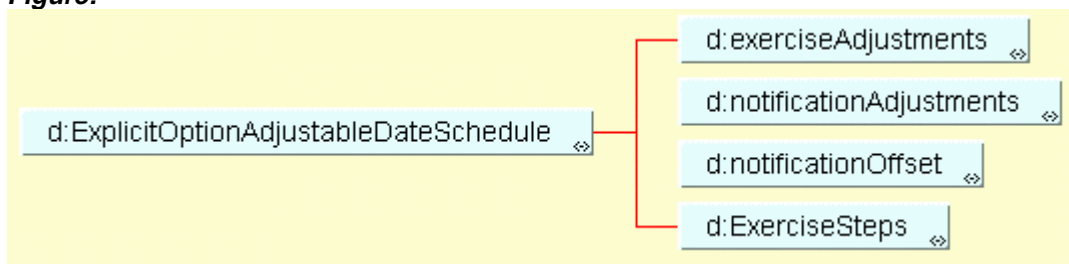 Figure:
d:exerciseAdjustments
d:notificationAdjustments
d:ExplicitOptionAdjustableDateSchedule
d:notificationOffset
d:ExerciseSteps